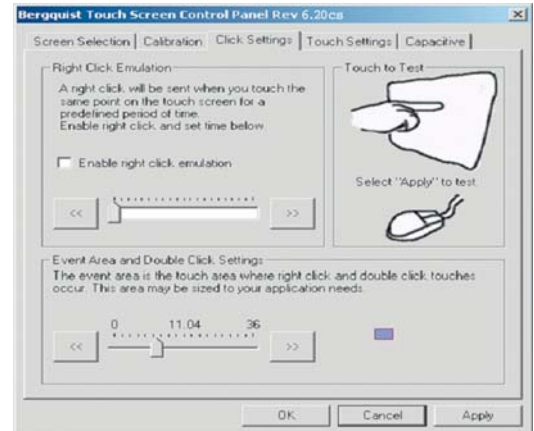 Bergquist Touch Screen Control Panel Rev 6.20cs
Screen Selection
Calibration
Click Settings
Touch Settings
Capacitive
Right Click Emulation
A right click will be sent when you touch the
same point on the touch screen for a
predefined period of time.
Enable right click and set time below.
Enable right click emulation
<<
>>
Touch to Test
Select "Apply" to test.
Event Area and Double Click Settings
The event area is the touch area where right click and double click touches
occur. This area may be sized to your application
needs.
0 11.04 36
<<
>>
OK
Cancel
Apply